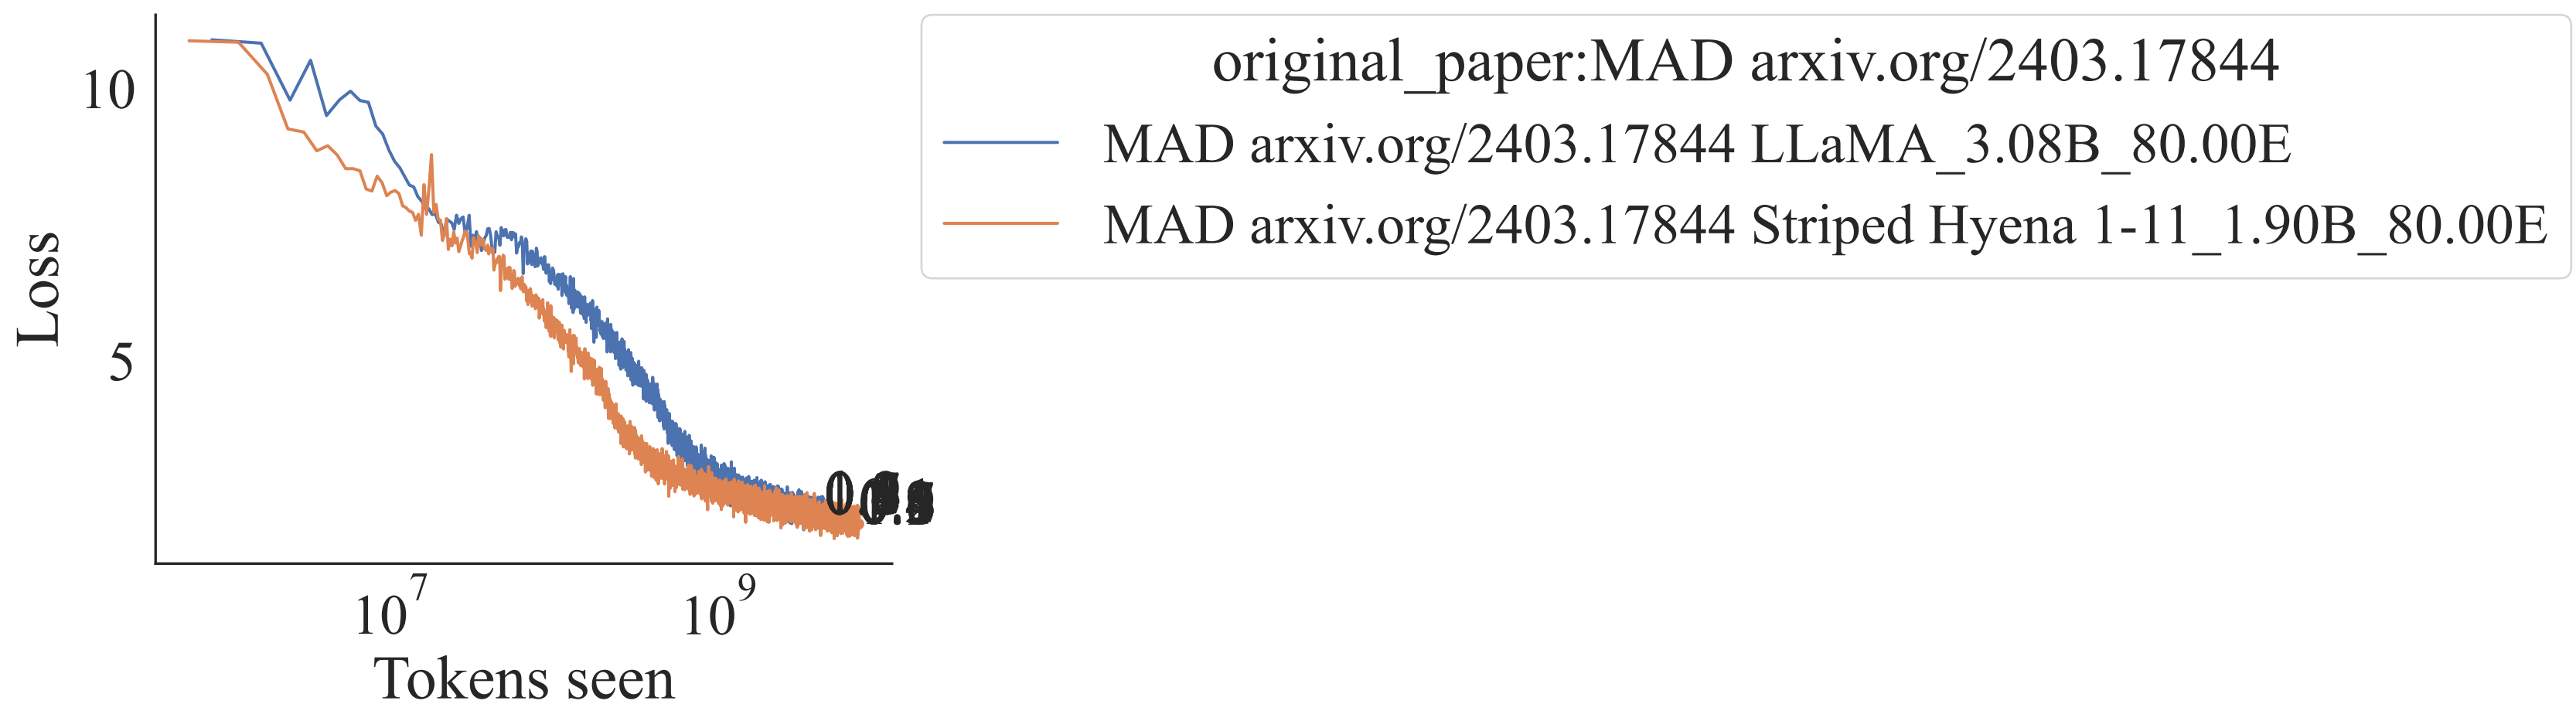 original_paper:MAD arxiv.org/2403.17844
MAD arxiv.org/2403.17844 LLaMA_3.08B_80.00E
MAD arxiv.org/2403.17844 Striped Hyena 1-11_1.90B_80.00E
Loss
10
5
10^7
10^9
Tokens seen